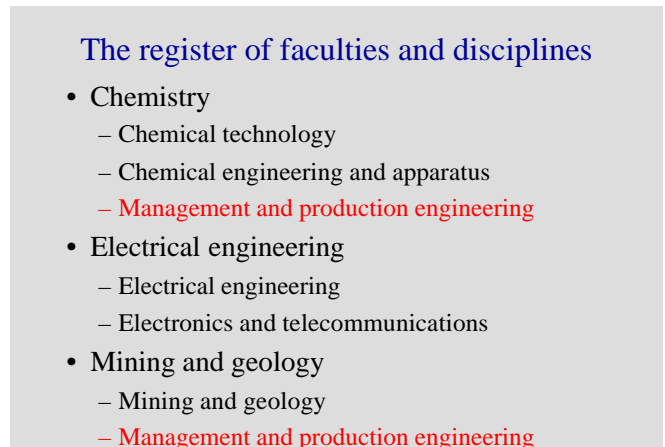 The register of faculties and disciplines
• Chemistry
– Chemical technology
– Chemical engineering and apparatus
– Management and production engineering
• Electrical engineering
– Electrical engineering
– Electronics and telecommunications
• Mining and geology
– Mining and geology
– Management and production engineering